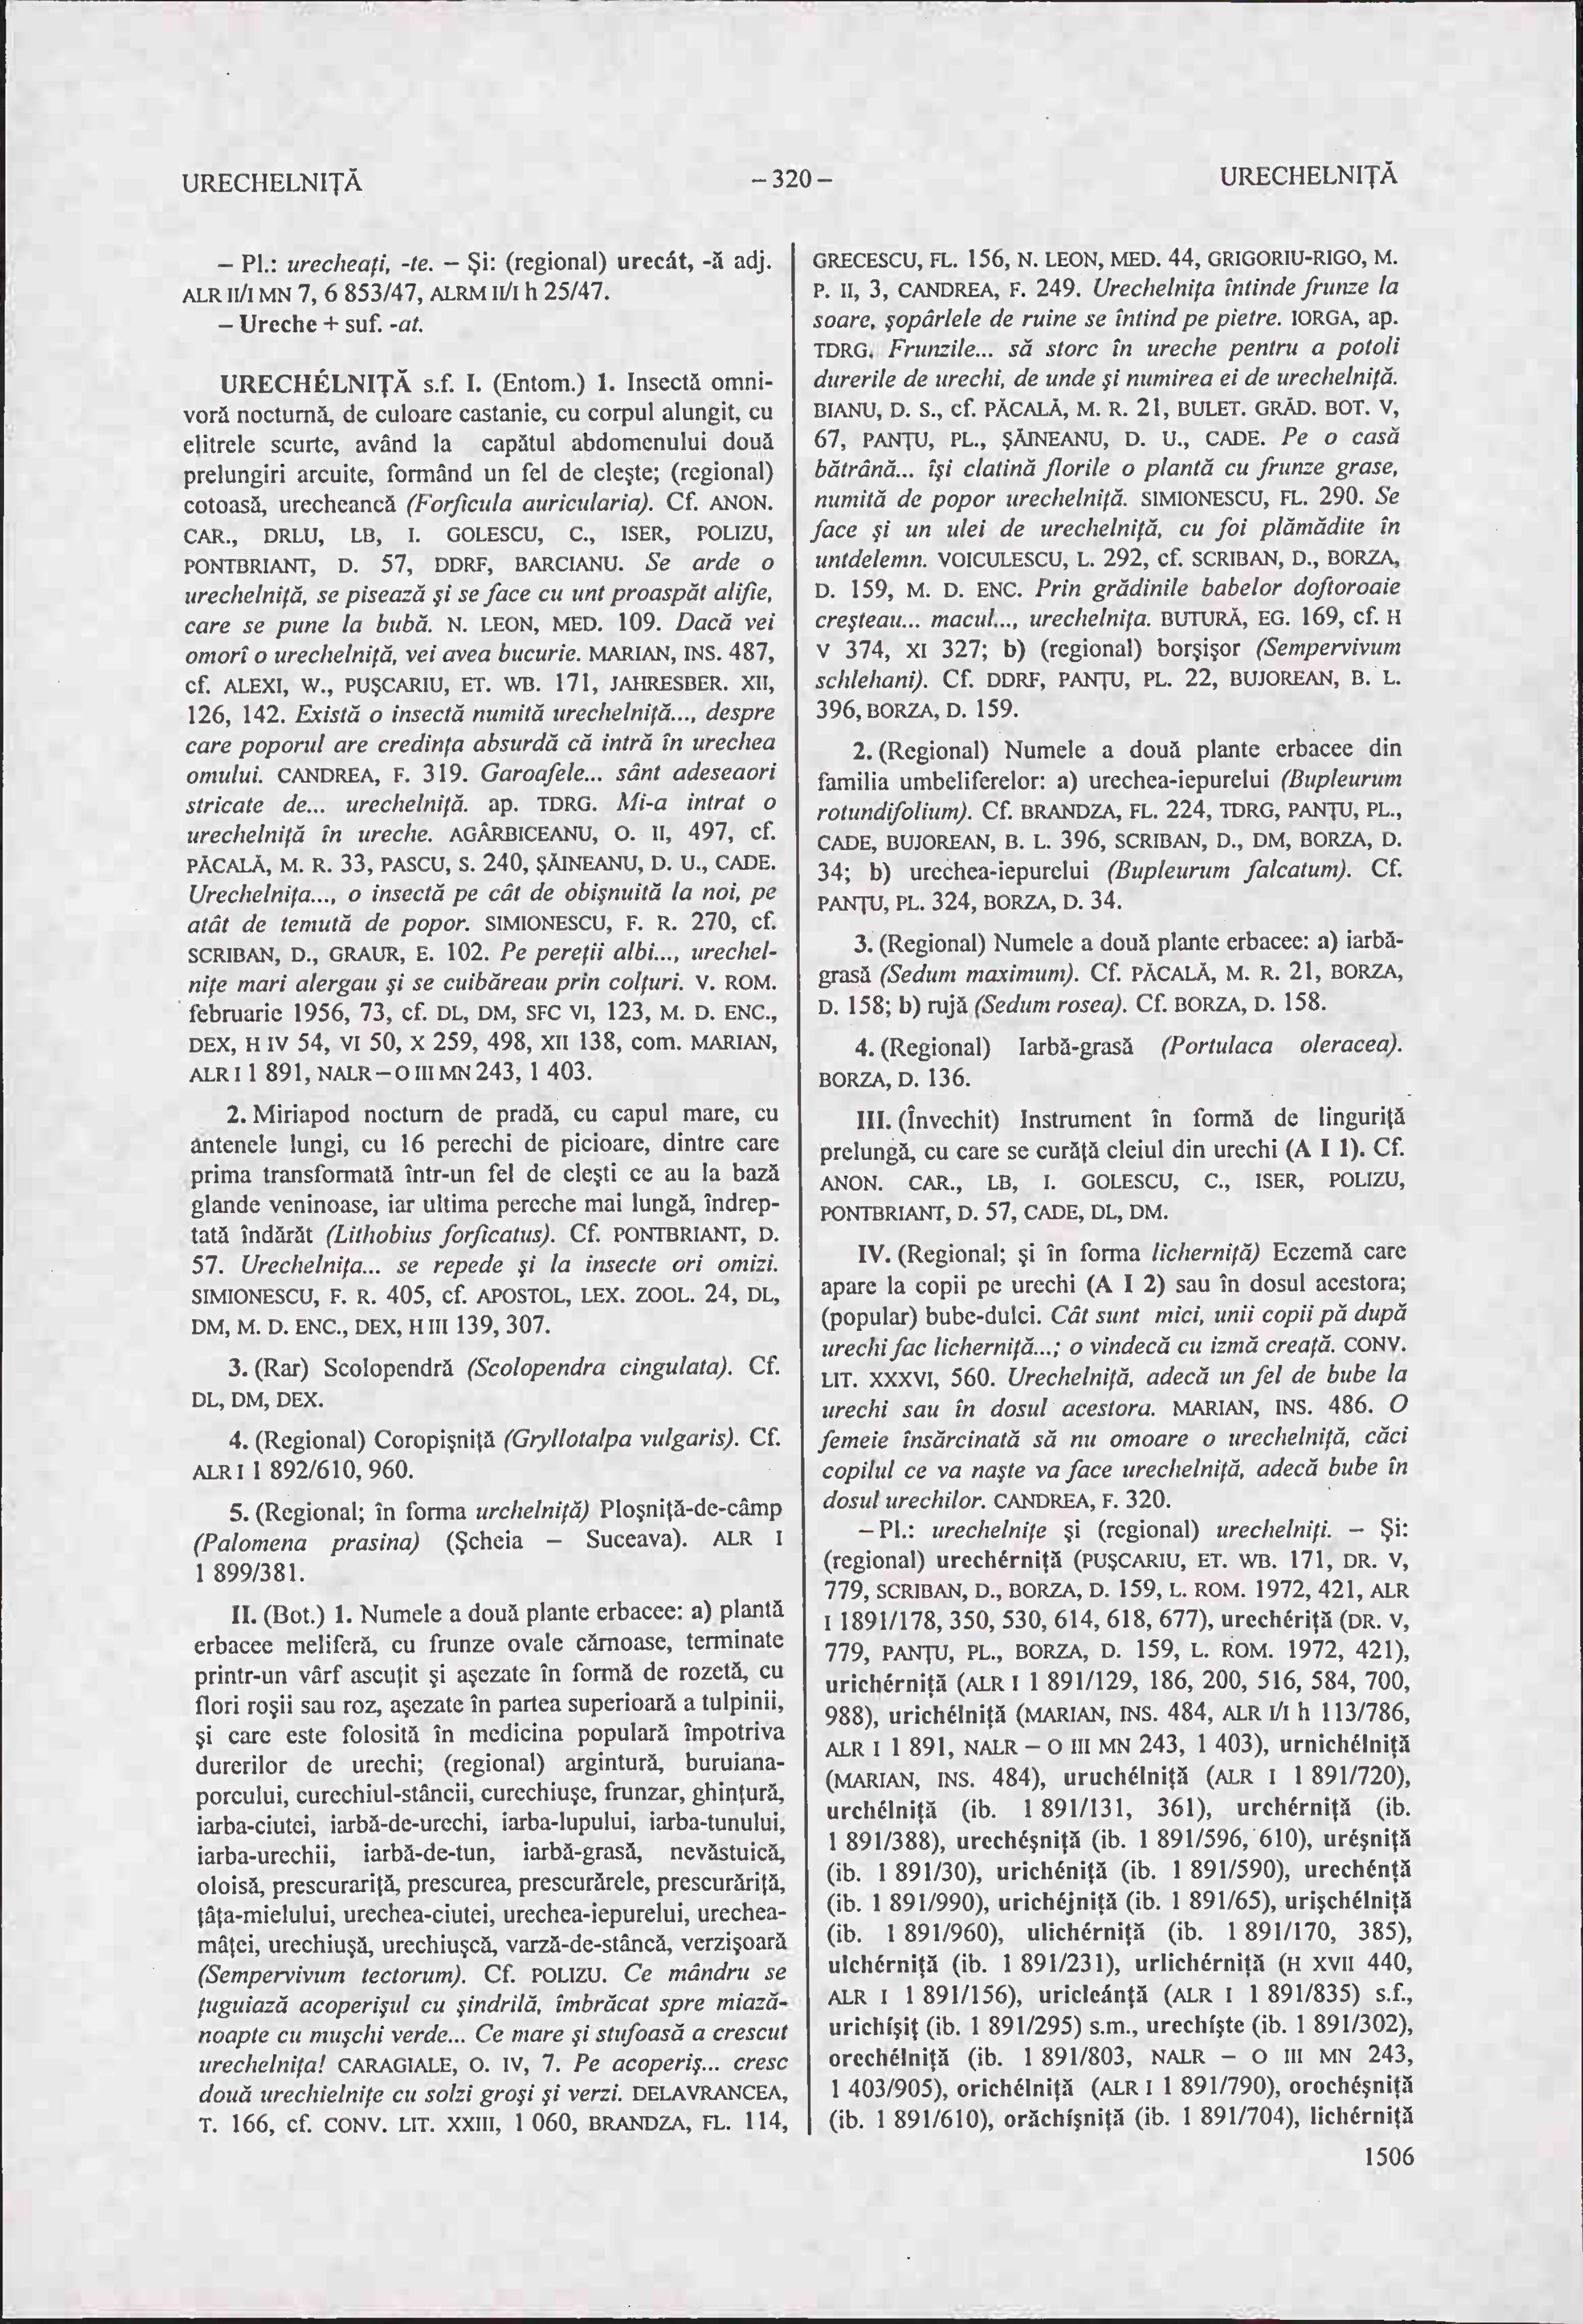 URECHELNIŢĂ
– 320 –
URECHELNIŢĂ
– Pl.: urecheaţi, -te. – Şi: (regional) urecát, -ă adj.
ALR II/I MN 7, 6 853/47, ALRM II/I h 25/47.
– Ureche + suf. -at.
URECHÉLNIŢĂ s.f. I. (Entom.) 1. Insectă omni-
voră nocturnă, de culoare castanie, cu corpul alungit, cu
elitrele scurte, având la capătul abdomenului două
prelungiri arcuite, formând un fel de cleşte; (regional)
cotoasă, urecheancă (Forficula auricularia). Cf. ANON.
CAR., DRLU, LB, I. GOLESCU, C., ISER, POLIZU,
PONTBRIANT, D. 57, DDRF, BARCIANU. Se arde o
urechelniţă, se pisează şi se face cu unt proaspăt alifie,
care se pune la bubă. N. LEON, MED. 109. Dacă vei
omorî o urechelniţă, vei avea bucurie. MARIAN, INS. 487,
cf. ALEXI, W., PUŞCARIU, ET. WB. 171, JAHRESBER. XII,
126, 142. Există o insectă numită urechelniţă..., despre
care poporul are credinţa absurdă că intră în urechea
omului. CANDREA, F. 319. Garoafele... sânt adeseaori
stricate de... urechelniţă. ap. TDRG. Mi-a intrat o
urechelniţă în ureche. AGÂRBICEANU, O. II, 497, cf.
PĂCALĂ, M. R. 33, PASCU, S. 240, ŞĂINEANU, D. U., CADE.
Urechelniţa..., o insectă pe cât de obişnuită la noi, pe
atât de temută de popor. SIMIONESCU, F. R. 270, cf.
SCRIBAN, D., GRAUR, E. 102. Pe pereţii albi..., urechel-
niţe mari alergau şi se cuibăreau prin colţuri. V. ROM.
februarie 1956, 73, cf. DL, DM, SFC VI, 123, M. D. ENC.,
DEX, H IV 54, VI 50, X 259, 498, XII 138, com. MARIAN,
ALR I 1 891, NALR – O III MN 243, 1 403.
2. Miriapod nocturn de pradă, cu capul mare, cu
antenele lungi, cu 16 perechi de picioare, dintre care
prima transformată într-un fel de cleşti ce au la bază
glande veninoase, iar ultima pereche mai lungă, îndrep-
tată îndărăt (Lithobius forficatus). Cf. PONTBRIANT, D.
57. Urechelniţa... se repede şi la insecte ori omizi.
SIMIONESCU, F. R. 405, cf. APOSTOL, LEX. ZOOL. 24, DL,
DM, M. D. ENC., DEX, H III 139, 307.
3. (Rar) Scolopendră (Scolopendra cingulata). Cf.
DL, DM, DEX.
4. (Regional) Coropişniţă (Gryllotalpa vulgaris). Cf.
ALR I 1 892/610, 960.
5. (Regional; în forma urchelniţă) Ploşniţă-de-câmp
(Palomena prasina) (Şcheia – Suceava). ALR I
1 899/381.
II. (Bot.) 1. Numele a două plante erbacee: a) plantă
erbacee meliferă, cu frunze ovale cărnoase, terminate
printr-un vârf ascuţit şi aşezate în formă de rozetă, cu
flori roşii sau roz, aşezate în partea superioară a tulpinii,
şi care este folosită în medicina populară împotriva
durerilor de urechi; (regional) argintură, buruiana-
porcului, curechiul-stâncii, curechiuşe, frunzar, ghinţură,
iarba-ciutei, iarbă-de-urechi, iarba-lupului, iarba-tunului,
iarba-urechii, iarbă-de-tun, iarbă-grasă, nevăstuică,
oloisă, prescurariţă, prescurea, prescurărele, prescurăriţă,
ţâţa-mielului, urechea-ciutei, urechea-iepurelui, urechea-
mâţei, urechiuşă, urechiuşcă, varză-de-stâncă, verzişoară
(Sempervivum tectorum). Cf. POLIZU. Ce mândru se
ţuguiază acoperişul cu şindrilă, îmbrăcat spre miază-
noapte cu muşchi verde... Ce mare şi stufoasă a crescut
urechelniţa! CARAGIALE, O. IV, 7. Pe acoperiş... cresc
două urechielniţe cu solzi groşi şi verzi. DELAVRANCEA,
T. 166, cf. CONV. LIT. XXIII, 1 060, BRANDZA, FL. 114,
GRECESCU, FL. 156, N. LEON, MED. 44, GRIGORIU-RIGO, M.
P. II, 3, CANDREA, F. 249. Urechelniţa întinde frunze la
soare, şopârlele de ruine se întind pe pietre. IORGA, ap.
TDRG. Frunzile... să storc în ureche pentru a potoli
durerile de urechi, de unde şi numirea ei de urechelniţă.
BIANU, D. S., cf. PĂCALĂ, M. R. 21, BULET. GRĂD. BOT. V,
67, PANŢU, PL., ŞĂINEANU, D. U., CADE. Pe o casă
bătrână... îşi clatină florile o plantă cu frunze grase,
numită de popor urechelniţă. SIMIONESCU, FL. 290. Se
face şi un ulei de urechelniţă, cu foi plămădite în
untdelemn. VOICULESCU, L. 292, cf. SCRIBAN, D., BORZA,
D. 159, M. D. ENC. Prin grădinile babelor doftoroaie
creşteau... macul..., urechelniţa. BUTURĂ, EG. 169, cf. H
V 374, XI 327; b) (regional) borşişor (Sempervivum
schlehani). Cf. DDRF, PANŢU, PL. 22, BUJOREAN, B. L.
396, BORZA, D. 159.
2. (Regional) Numele a două plante erbacee din
familia umbeliferelor: a) urechea-iepurelui (Bupleurum
rotundifolium). Cf. BRANDZA, FL. 224, TDRG, PANŢU, PL.,
CADE, BUJOREAN, B. L. 396, SCRIBAN, D., DM, BORZA, D.
34; b) urechea-iepurelui (Bupleurum falcatum). Cf.
PANŢU, PL. 324, BORZA, D. 34.
3. (Regional) Numele a două plante erbacee: a) iarbă-
grasă (Sedum maximum). Cf. PĂCALĂ, M. R. 21, BORZA,
D. 158; b) rujă (Sedum rosea). Cf. BORZA, D. 158.
4. (Regional) Iarbă-grasă (Portulaca oleracea).
BORZA, D. 136.
III. (Învechit) Instrument în formă de linguriţă
prelungă, cu care se curăţă cleiul din urechi (A I 1). Cf.
ANON. CAR., LB, I. GOLESCU, C., ISER, POLIZU,
PONTBRIANT, D. 57, CADE, DL, DM.
IV. (Regional; şi în forma licherniţă) Eczemă care
apare la copii pe urechi (A I 2) sau în dosul acestora;
(popular) bube-dulci. Cât sunt mici, unii copii pă după
urechi fac licherniţă...; o vindecă cu izmă creaţă. CONV.
LIT. XXXVI, 560. Urechelniţă, adecă un fel de bube la
urechi sau în dosul acestora. MARIAN, INS. 486. O
femeie însărcinată să nu omoare o urechelniţă, căci
copilul ce va naşte va face urechelniţă, adecă bube în
dosul urechilor. CANDREA, F. 320.
– Pl.: urechelniţe şi (regional) urechelniţi. – Şi:
(regional) urechérniţă (PUŞCARIU, ET. WB. 171, DR. V,
779, SCRIBAN, D., BORZA, D. 159, L. ROM. 1972, 421, ALR
I 1891/178, 350, 530, 614, 618, 677), urechériţă (DR. V,
779, PANŢU, PL., BORZA, D. 159, L. ROM. 1972, 421),
urichérniţă (ALR I 1 891/129, 186, 200, 516, 584, 700,
988), urichélniţă (MARIAN, INS. 484, ALR I/I h 113/786,
ALR I 1 891, NALR – O III MN 243, 1 403), urnichélniţă
(MARIAN, INS. 484), uruchélniţă (ALR I 1 891/720),
urchélniţă (ib. 1 891/131, 361), urchérniţă (ib.
1 891/388), urechéşniţă (ib. 1 891/596, 610), uréşniţă
(ib. 1 891/30), urichéniţă (ib. 1 891/590), urechénţă
(ib. 1 891/990), urichéjniţă (ib. 1 891/65), urişchélniţă
(ib. 1 891/960), ulichérniţă (ib. 1 891/170, 385),
ulchérniţă (ib. 1 891/231), urlichérniţă (H XVII 440,
ALR I 1 891/156), uricleánţă (ALR I 1 891/835) s.f.,
urichíşiţ (ib. 1 891/295) s.m., urechíşte (ib. 1 891/302),
orechélniţă (ib. 1 891/803, NALR – O III MN 243,
1 403/905), orichélniţă (ALR I 1 891/790), orochéşniţă
(ib. 1 891/610), orăchíşniţă (ib. 1 891/704), lichérniţă
1506